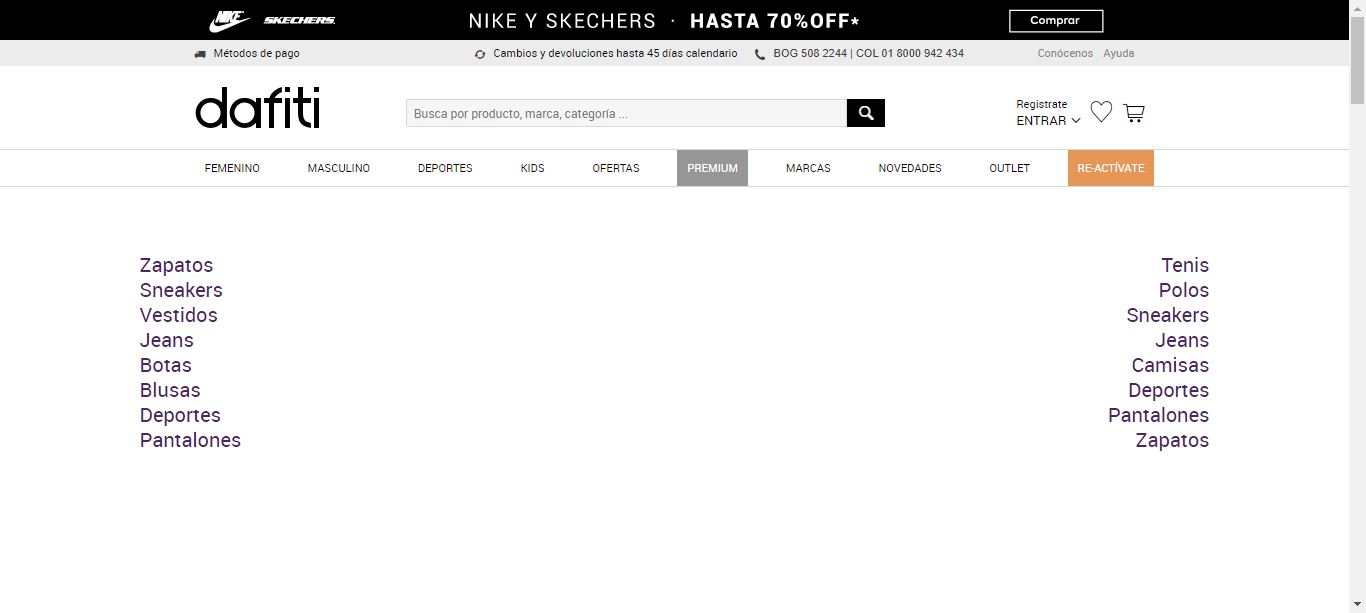 NIKE SKECHERS NIKE Y SKECHERS · HASTA 70%OFF* Comprar
Métodos de pago Cambios y devoluciones hasta 45 días calendario BOG 508 2244 | COL 01 8000 942 434 Conócenos Ayuda
dafiti
Busca por producto, marca, categoría ...
Registrate
ENTRAR
FEMENINO MASCULINO DEPORTES KIDS OFERTAS PREMIUM MARCAS NOVEDADES OUTLET RE-ACTÍVATE
Zapatos
Sneakers
Vestidos
Jeans
Botas
Blusas
Deportes
Pantalones
Tenis
Polos
Sneakers
Jeans
Camisas
Deportes
Pantalones
Zapatos